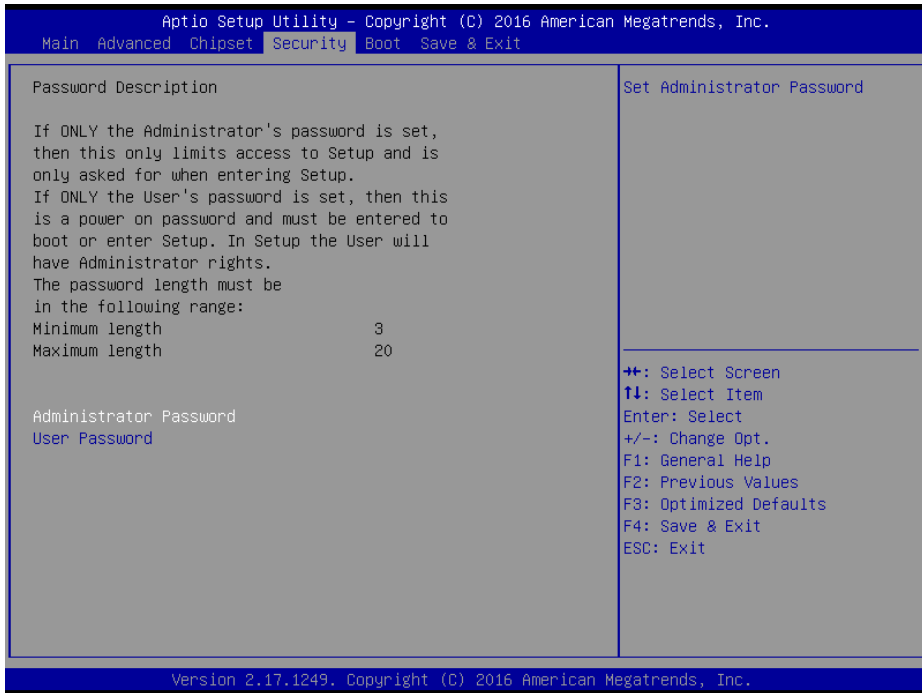 Aptio Setup Utility – Copyright (C) 2016 American Megatrends, Inc.
Main Advanced Chipset Security Boot Save & Exit
Password Description
If ONLY the Administrator's password is set,
then this only limits access to Setup and is
only asked for when entering Setup.
If ONLY the User's password is set, then this
is a power on password and must be entered to
boot or enter Setup. In Setup the User will
have Administrator rights.
The password length must be
in the following range:
Minimum length 3
Maximum length 20
Administrator Password
User Password
Set Administrator Password
→←: Select Screen
↑↓: Select Item
Enter: Select
+/-: Change Opt.
F1: General Help
F2: Previous Values
F3: Optimized Defaults
F4: Save & Exit
ESC: Exit
Version 2.17.1249. Copyright (C) 2016 American Megatrends, Inc.